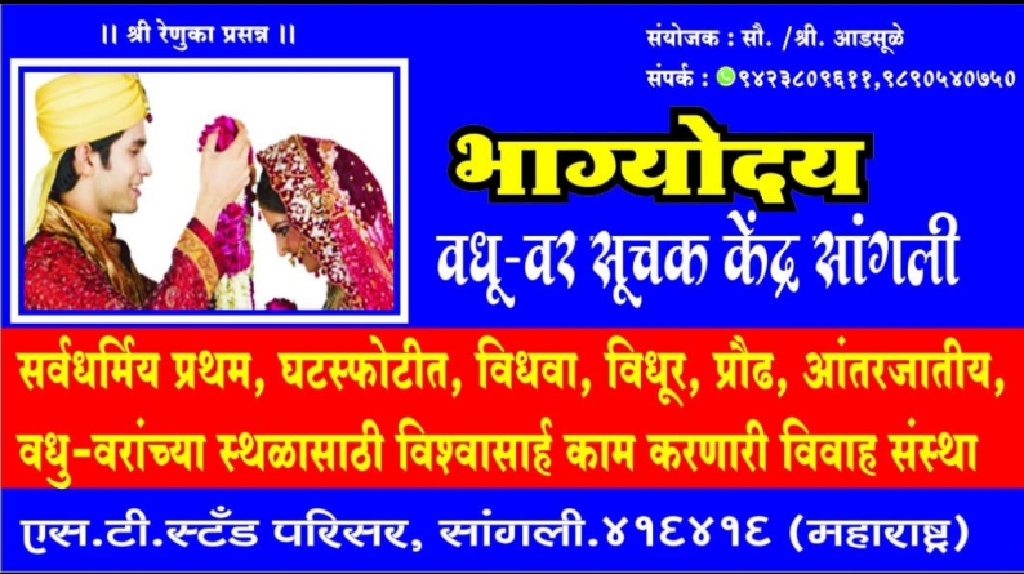 ॥ श्री रेणुका प्रसन्न ॥
संयोजक : सौ. /श्री. आडसूळे
संपर्क : ९४२३८०९६११,९८९०५४०७५०
भाग्योदय
वधू-वर सूचक केंद्र सांगली
सर्वधर्मिय प्रथम, घटस्फोटीत, विधवा, विधूर, प्रौढ, आंतरजातीय,
वधु-वरांच्या स्थळासाठी विश्वासार्ह काम करणारी विवाह संस्था
एस.टी.स्टँड परिसर, सांगली.४१६४१६ (महाराष्ट्र)